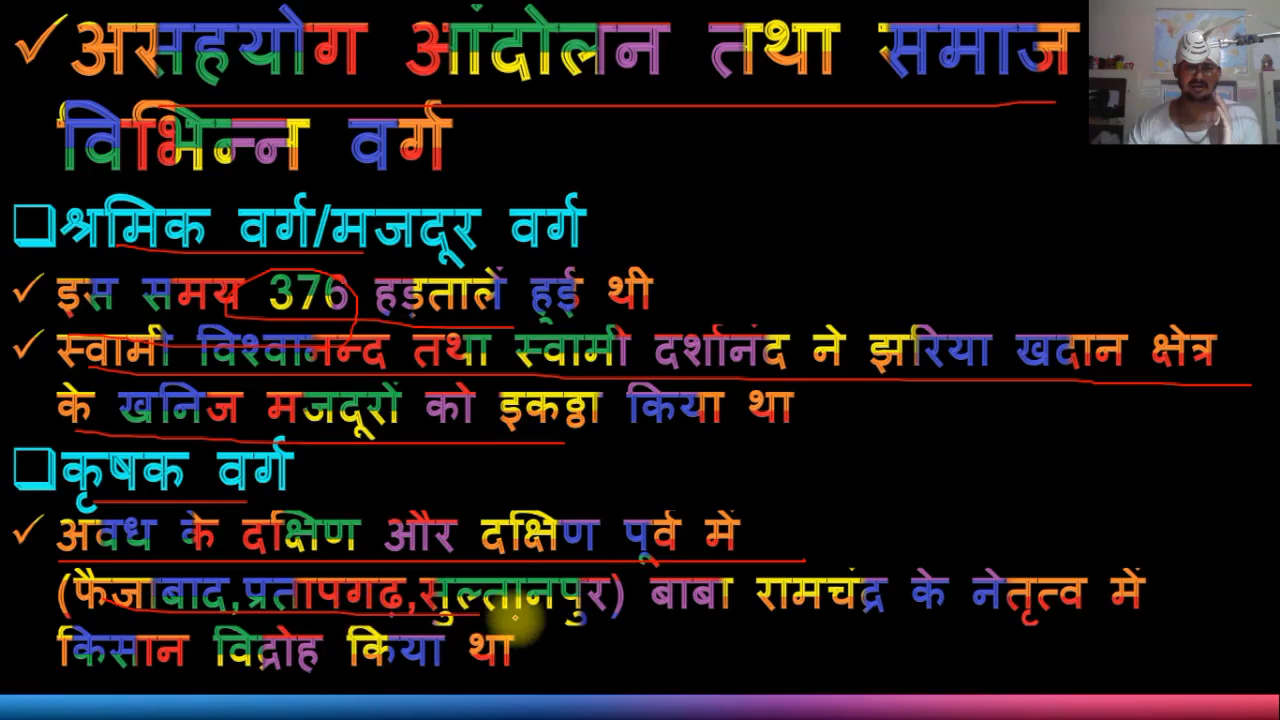 असहयोग आंदोलन तथा समाज
विभिन्न वर्ग
श्रमिक वर्ग/मजदूर वर्ग
इस समय 376 हड़तालें हुई थी
स्वामी विश्वानन्द तथा स्वामी दर्शानंद ने झरिया खदान क्षेत्र
के खनिज मजदूरों को इकठ्ठा किया था
कृषक वर्ग
अवध के दक्षिण और दक्षिण पूर्व में
(फैजाबाद,प्रतापगढ़,सुल्तानपुर) बाबा रामचंद्र के नेतृत्व में
किसान विद्रोह किया था